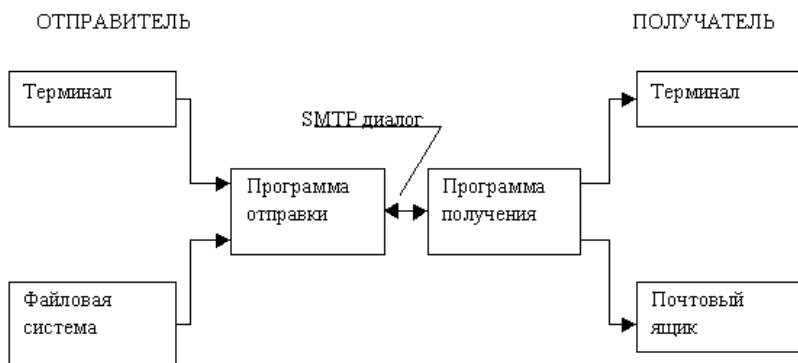 ОТПРАВИТЕЛЬ
ПОЛУЧАТЕЛЬ
Терминал
Терминал
SMTP диалог
Программа
отправки
Программа
получения
Файловая
система
Почтовый
ящик